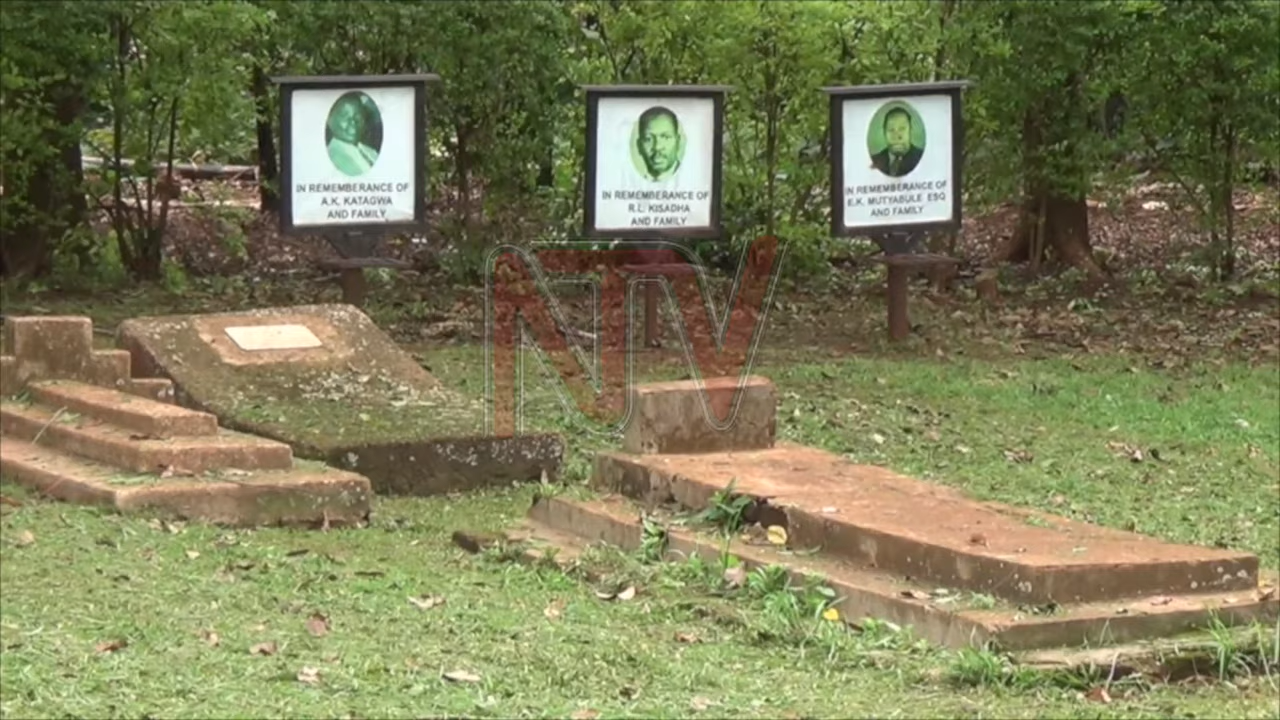 IN REMEMBERANCE OF
A.K. KATAGWA
AND FAMILY
IN REMEMBERANCE OF
R.L. KISADHA
AND FAMILY
IN REMEMBERANCE OF
E.K. MUTYABULE ESQ
AND FAMILY
NTV